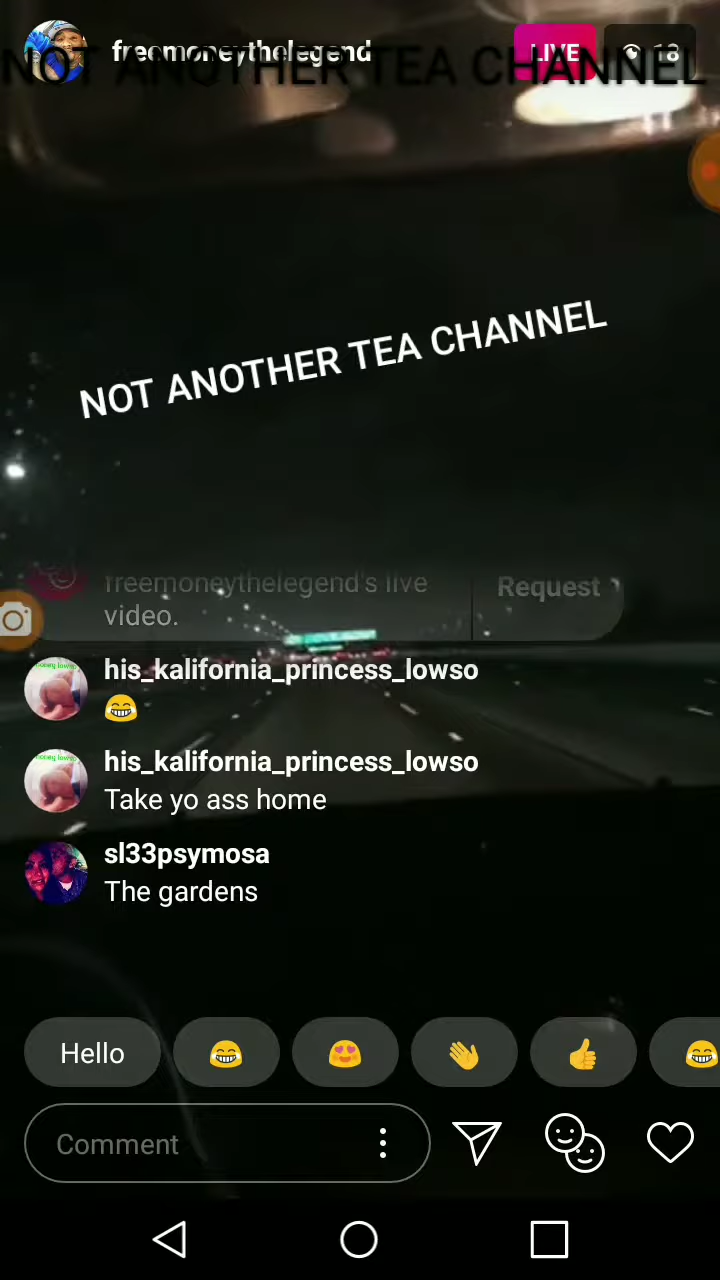 freemoneythelegend
LIVE
18
NOT ANOTHER TEA CHANNEL
NOT ANOTHER TEA CHANNEL
freemoneythelegend's live
video.
Request
his_kalifornia_princess_lowso
😂
his_kalifornia_princess_lowso
Take yo ass home
sl33psymosa
The gardens
Hello 😂 😍 👋 👍 😂
Comment